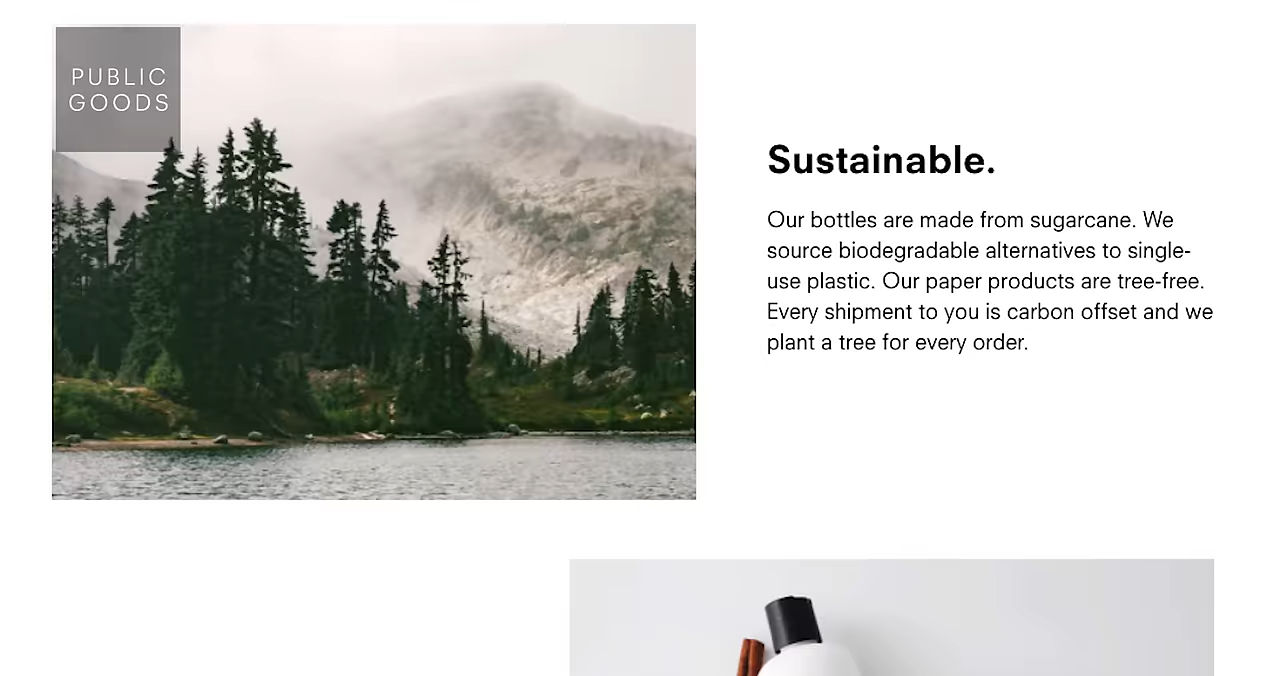 PUBLIC
GOODS
Sustainable.
Our bottles are made from sugarcane. We
source biodegradable alternatives to single-
use plastic. Our paper products are tree-free.
Every shipment to you is carbon offset and we
plant a tree for every order.